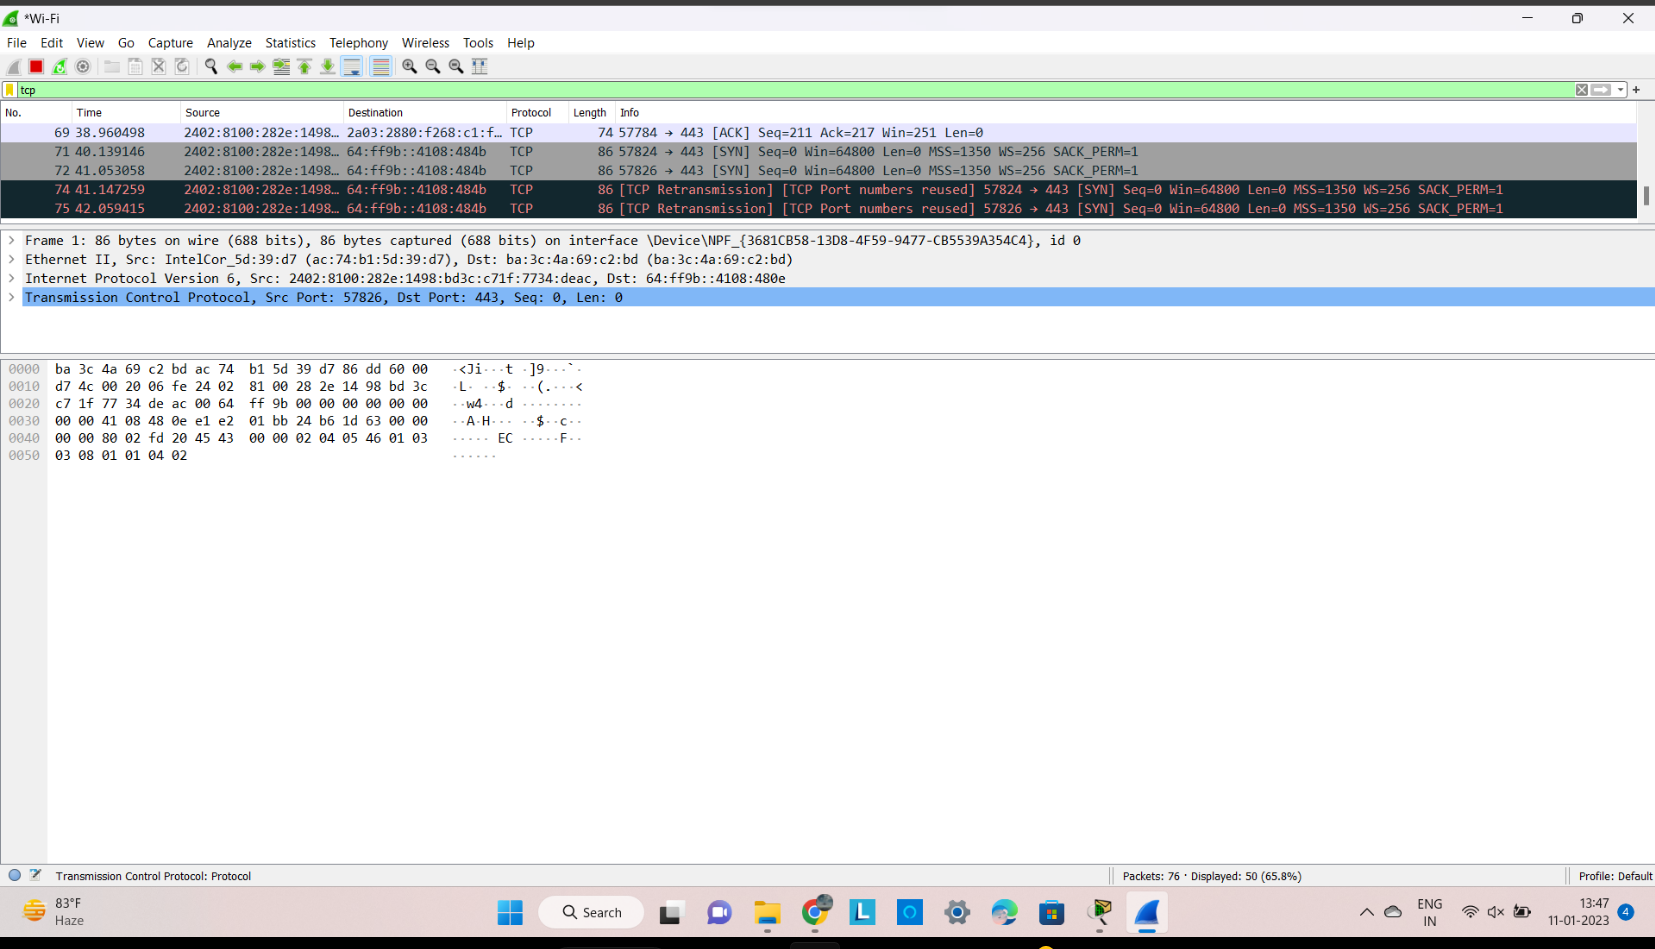 *Wi-Fi
File Edit View Go Capture Analyze Statistics Telephony Wireless Tools Help
tcp
No. Time Source Destination Protocol Length Info
69 38.960498 2402:8100:282e:1498… 2a03:2880:f268:c1:f… TCP 74 57784 → 443 [ACK] Seq=211 Ack=217 Win=251 Len=0
71 40.139146 2402:8100:282e:1498… 64:ff9b::4108:484b TCP 86 57824 → 443 [SYN] Seq=0 Win=64800 Len=0 MSS=1350 WS=256 SACK_PERM=1
72 41.053058 2402:8100:282e:1498… 64:ff9b::4108:484b TCP 86 57826 → 443 [SYN] Seq=0 Win=64800 Len=0 MSS=1350 WS=256 SACK_PERM=1
74 41.147259 2402:8100:282e:1498… 64:ff9b::4108:484b TCP 86 [TCP Retransmission] [TCP Port numbers reused] 57824 → 443 [SYN] Seq=0 Win=64800 Len=0 MSS=1350 WS=256 SACK_PERM=1
75 42.059415 2402:8100:282e:1498… 64:ff9b::4108:484b TCP 86 [TCP Retransmission] [TCP Port numbers reused] 57826 → 443 [SYN] Seq=0 Win=64800 Len=0 MSS=1350 WS=256 SACK_PERM=1
Frame 1: 86 bytes on wire (688 bits), 86 bytes captured (688 bits) on interface \Device\NPF_{3681CB58-13D8-4F59-9477-CB5539A354C4}, id 0
Ethernet II, Src: IntelCor_5d:39:d7 (ac:74:b1:5d:39:d7), Dst: ba:3c:4a:69:c2:bd (ba:3c:4a:69:c2:bd)
Internet Protocol Version 6, Src: 2402:8100:282e:1498:bd3c:c71f:7734:deac, Dst: 64:ff9b::4108:480e
Transmission Control Protocol, Src Port: 57826, Dst Port: 443, Seq: 0, Len: 0
0000 ba 3c 4a 69 c2 bd ac 74 b1 5d 39 d7 86 dd 60 00 ·<Ji···t ·]9···`·
0010 d7 4c 00 20 06 fe 24 02 81 00 28 2e 14 98 bd 3c ·L· ··$· ··(.···<
0020 c7 1f 77 34 de ac 00 64 ff 9b 00 00 00 00 00 00 ··w4···d ········
0030 00 00 41 08 48 0e e1 e2 01 bb 24 b6 1d 63 00 00 ··A·H··· ··$··c··
0040 00 00 80 02 fd 20 45 43 00 00 02 04 05 46 01 03 ····· EC ·····F··
0050 03 08 01 01 04 02 ······
Transmission Control Protocol: Protocol
Packets: 76 · Displayed: 50 (65.8%)
Profile: Default
83°F
Haze
Search
L
ENG
IN
13:47
11-01-2023
4